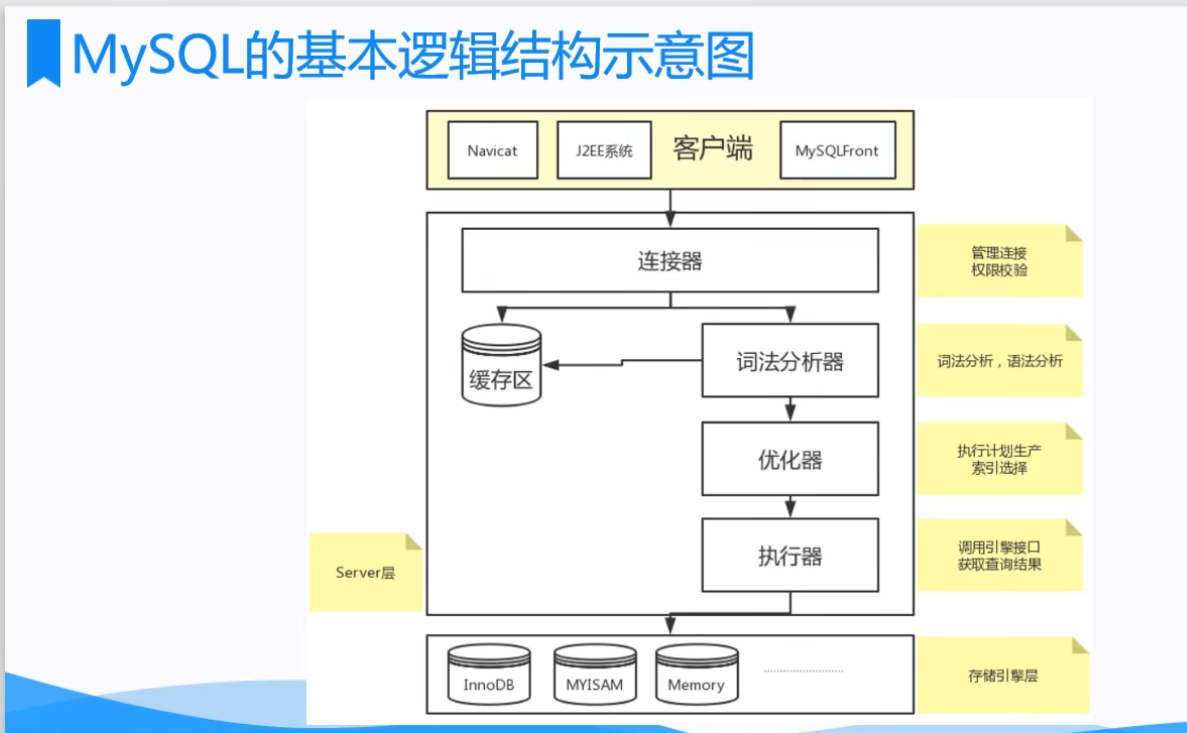 MySQL的基本逻辑结构示意图
Navicat
J2EE系统
客户端
MySQLFront
连接器
管理连接
权限校验
缓存区
词法分析器
词法分析，语法分析
优化器
执行计划生产
索引选择
执行器
调用引擎接口
获取查询结果
Server层
InnoDB
MYISAM
Memory
存储引擎层